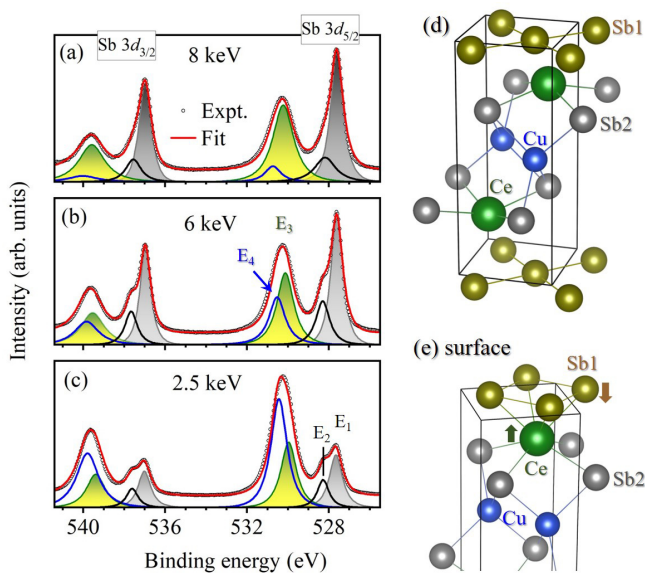 Sb 3d3/2
Sb 3d5/2
(a)
8 keV
Expt.
Fit
(b)
6 keV
E3
E4
(c)
2.5 keV
E2
E1
540
536
532
528
Binding energy (eV)
Intensity (arb. units)
(d)
Sb1
Cu
Sb2
Ce
(e) surface
Sb1
Ce
Sb2
Cu